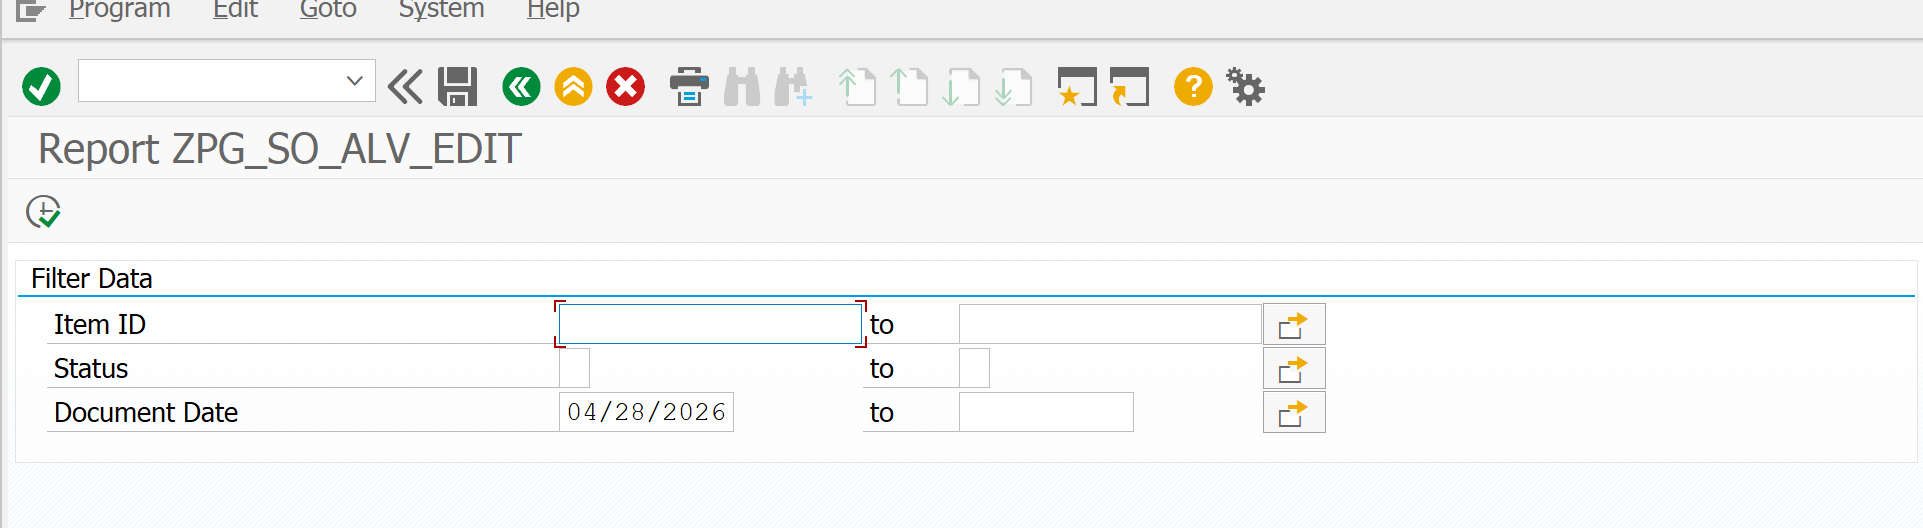 Program Edit Goto System Help
Report ZPG_SO_ALV_EDIT
Filter Data
Item ID to
Status to
Document Date 04/28/2026 to